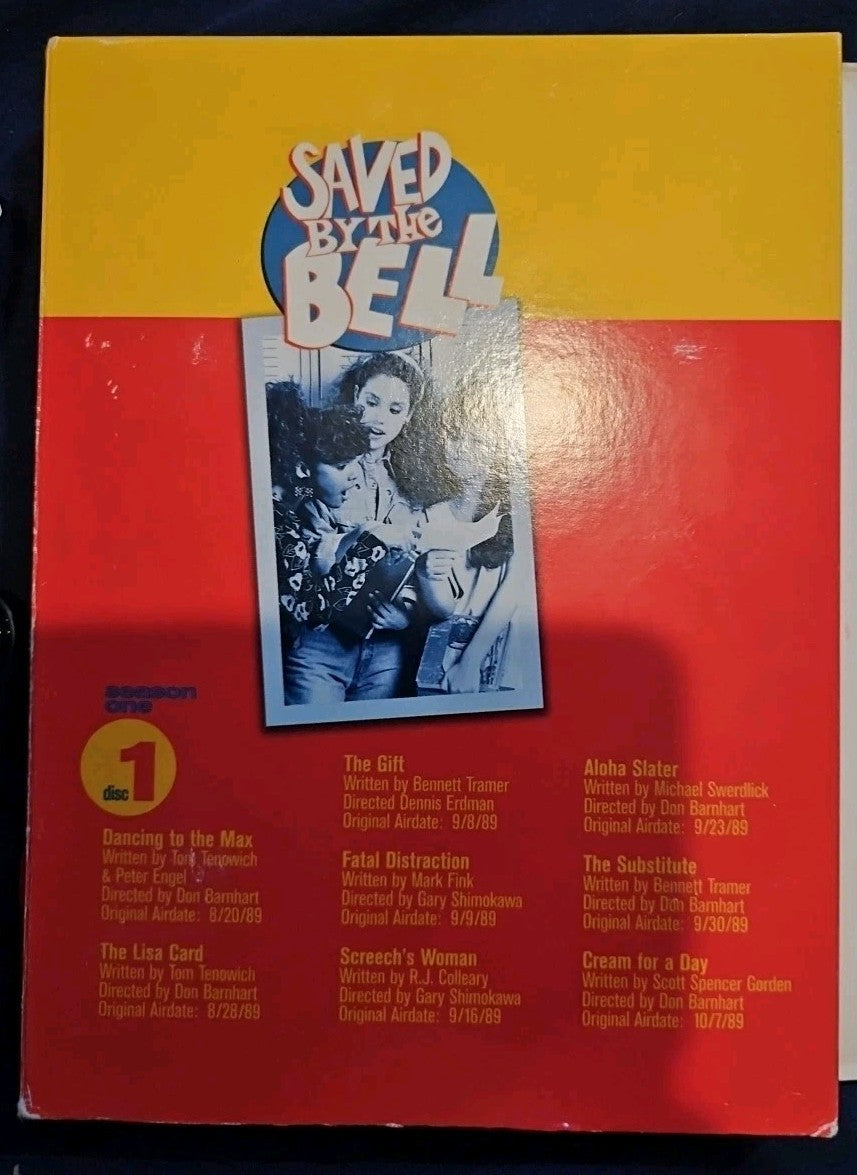 SAVED
BY THE
BELL
season
one
disc 1
Dancing to the Max
Written by Tom Tenowich
& Peter Engel
Directed by Don Barnhart
Original Airdate: 8/20/89
The Lisa Card
Written by Tom Tenowich
Directed by Don Barnhart
Original Airdate: 8/28/89
The Gift
Written by Bennett Tramer
Directed Dennis Erdman
Original Airdate: 9/8/89
Fatal Distraction
Written by Mark Fink
Directed by Gary Shimokawa
Original Airdate: 9/9/89
Screech's Woman
Written by R.J. Colleary
Directed by Gary Shimokawa
Original Airdate: 9/16/89
Aloha Slater
Written by Michael Swerdlick
Directed by Don Barnhart
Original Airdate: 9/23/89
The Substitute
Written by Bennett Tramer
Directed by Don Barnhart
Original Airdate: 9/30/89
Cream for a Day
Written by Scott Spencer Gorden
Directed by Don Barnhart
Original Airdate: 10/7/89